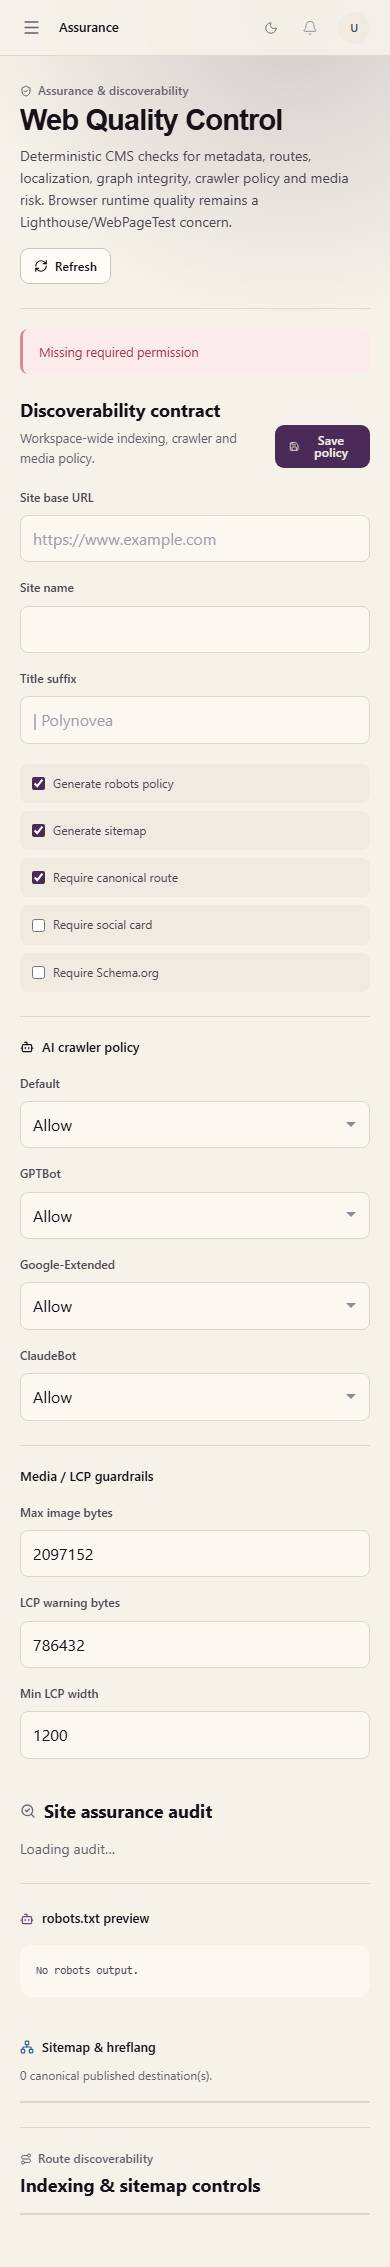 Assurance
U
Assurance & discoverability
Web Quality Control
Deterministic CMS checks for metadata, routes,
localization, graph integrity, crawler policy and media
risk. Browser runtime quality remains a
Lighthouse/WebPageTest concern.
Refresh
Missing required permission
Discoverability contract
Workspace-wide indexing, crawler and
media policy.
Save
policy
Site base URL
https://www.example.com
Site name
Title suffix
| Polynovea
Generate robots policy
Generate sitemap
Require canonical route
Require social card
Require Schema.org
AI crawler policy
Default
Allow
GPTBot
Allow
Google-Extended
Allow
ClaudeBot
Allow
Media / LCP guardrails
Max image bytes
2097152
LCP warning bytes
786432
Min LCP width
1200
Site assurance audit
Loading audit...
robots.txt preview
No robots output.
Sitemap & hreflang
0 canonical published destination(s).
Route discoverability
Indexing & sitemap controls